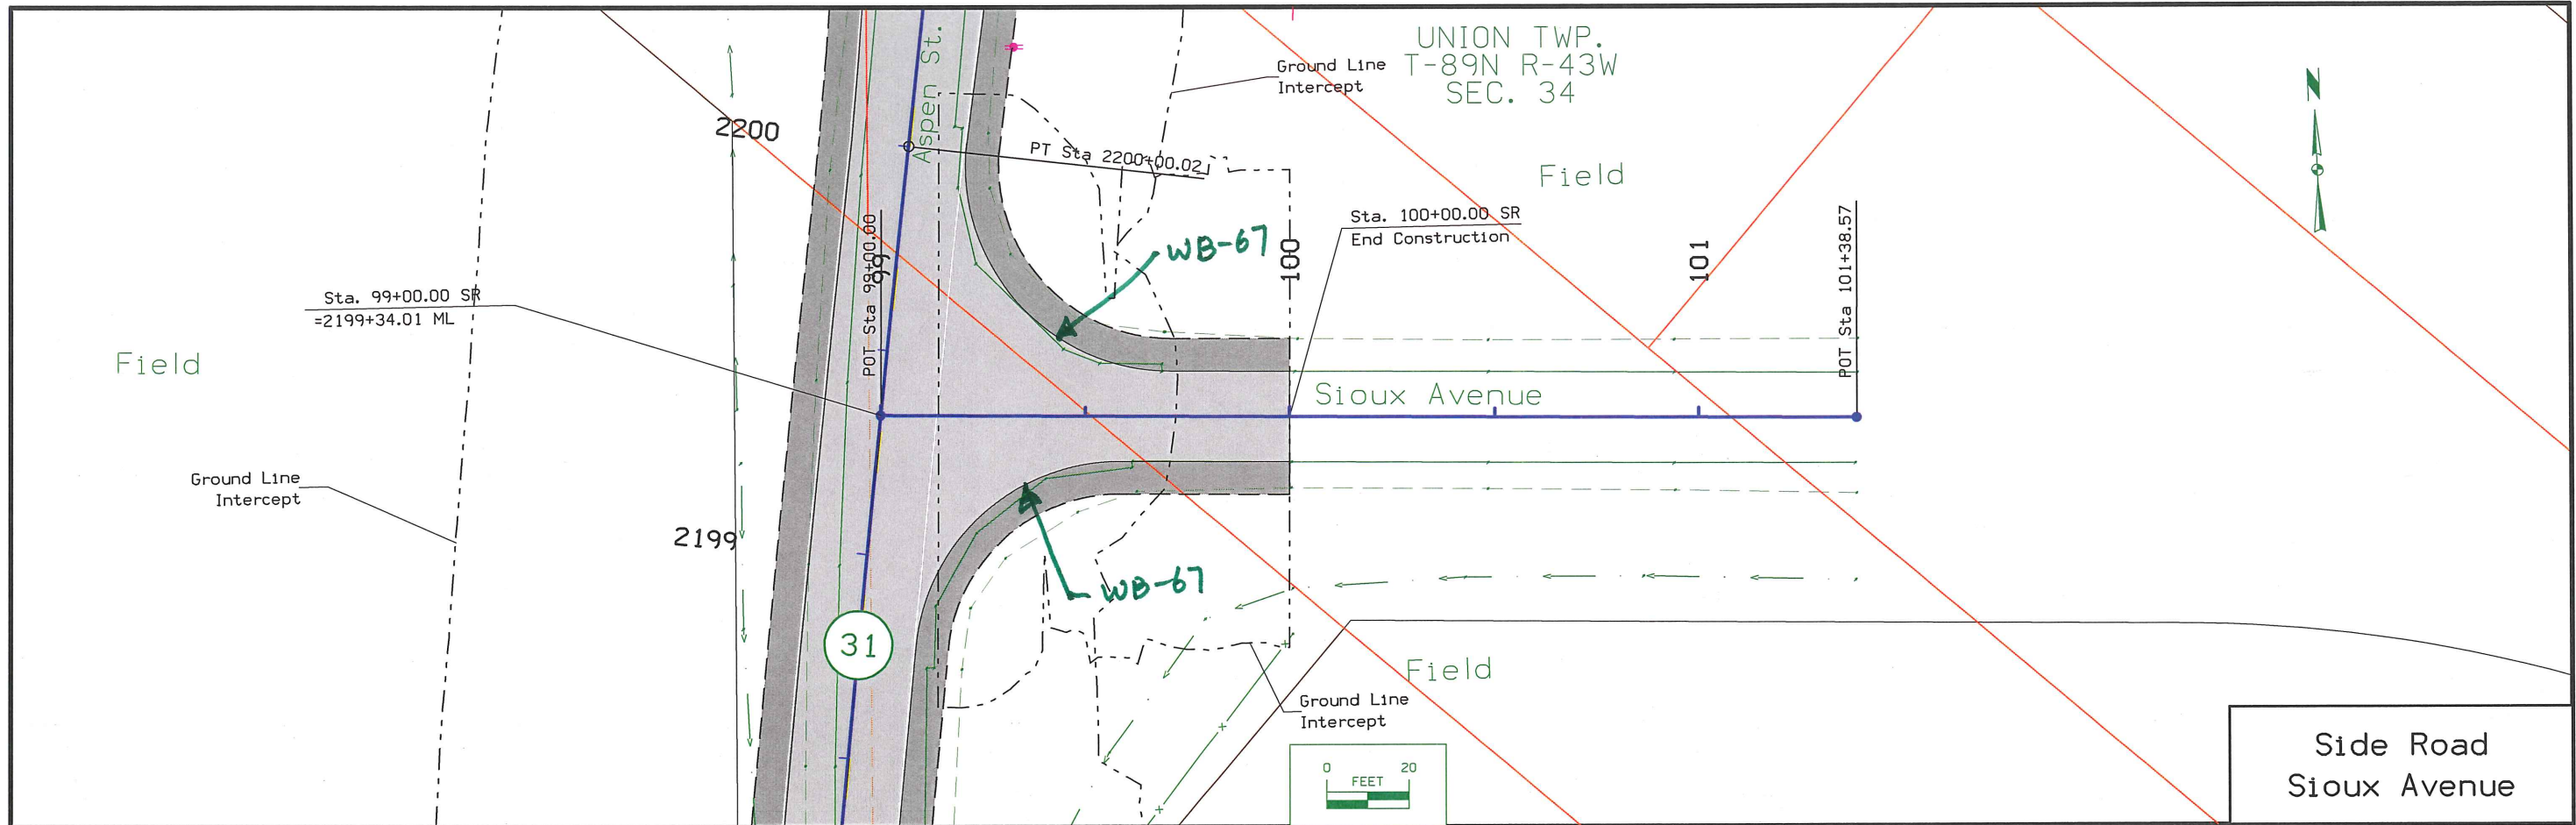 UNION TWP.
T-89N R-43W
SEC. 34
N
Aspen St.
Ground Line
Intercept
2200
PT Sta 2200+00.02
Field
Sta. 100+00.00 SR
End Construction
WB-67
100
101
POT Sta 101+38.57
POT Sta 99+00.00
99
Sta. 99+00.00 SR
=2199+34.01 ML
Field
Sioux Avenue
Ground Line
Intercept
2199
WB-67
31
Field
Ground Line
Intercept
0 20
FEET
Side Road
Sioux Avenue